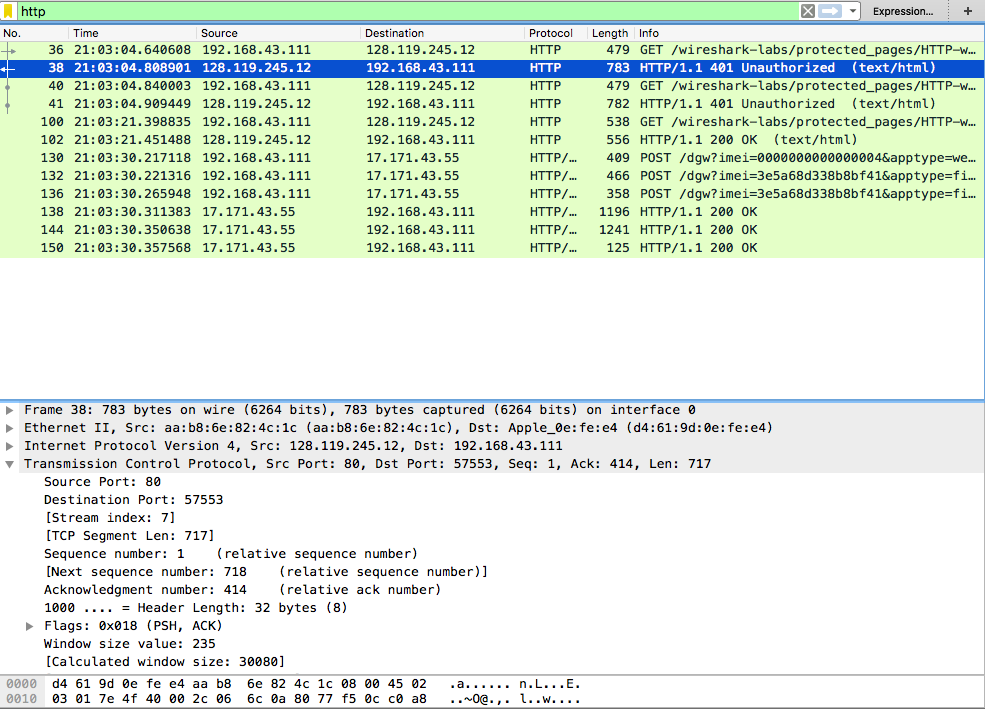 http Expression... +
No. Time Source Destination Protocol Length Info
36 21:03:04.640608 192.168.43.111 128.119.245.12 HTTP 479 GET /wireshark-labs/protected_pages/HTTP-w…
38 21:03:04.808901 128.119.245.12 192.168.43.111 HTTP 783 HTTP/1.1 401 Unauthorized (text/html)
40 21:03:04.840003 192.168.43.111 128.119.245.12 HTTP 479 GET /wireshark-labs/protected_pages/HTTP-w…
41 21:03:04.909449 128.119.245.12 192.168.43.111 HTTP 782 HTTP/1.1 401 Unauthorized (text/html)
100 21:03:21.398835 192.168.43.111 128.119.245.12 HTTP 538 GET /wireshark-labs/protected_pages/HTTP-w…
102 21:03:21.451488 128.119.245.12 192.168.43.111 HTTP 556 HTTP/1.1 200 OK (text/html)
130 21:03:30.217118 192.168.43.111 17.171.43.55 HTTP/… 409 POST /dgw?imei=0000000000000004&apptype=we…
132 21:03:30.221316 192.168.43.111 17.171.43.55 HTTP/… 466 POST /dgw?imei=3e5a68d338b8bf41&apptype=fi…
136 21:03:30.265948 192.168.43.111 17.171.43.55 HTTP/… 358 POST /dgw?imei=3e5a68d338b8bf41&apptype=fi…
138 21:03:30.311383 17.171.43.55 192.168.43.111 HTTP/… 1196 HTTP/1.1 200 OK
144 21:03:30.350638 17.171.43.55 192.168.43.111 HTTP/… 1241 HTTP/1.1 200 OK
150 21:03:30.357568 17.171.43.55 192.168.43.111 HTTP/… 125 HTTP/1.1 200 OK
Frame 38: 783 bytes on wire (6264 bits), 783 bytes captured (6264 bits) on interface 0
Ethernet II, Src: aa:b8:6e:82:4c:1c (aa:b8:6e:82:4c:1c), Dst: Apple_0e:fe:e4 (d4:61:9d:0e:fe:e4)
Internet Protocol Version 4, Src: 128.119.245.12, Dst: 192.168.43.111
Transmission Control Protocol, Src Port: 80, Dst Port: 57553, Seq: 1, Ack: 414, Len: 717
Source Port: 80
Destination Port: 57553
[Stream index: 7]
[TCP Segment Len: 717]
Sequence number: 1 (relative sequence number)
[Next sequence number: 718 (relative sequence number)]
Acknowledgment number: 414 (relative ack number)
1000 .... = Header Length: 32 bytes (8)
Flags: 0x018 (PSH, ACK)
Window size value: 235
[Calculated window size: 30080]
0000 d4 61 9d 0e fe e4 aa b8 6e 82 4c 1c 08 00 45 02 .a...... n.L...E.
0010 03 01 7e 4f 40 00 2c 06 6c 0a 80 77 f5 0c c0 a8 ..~O@.,. l..w....